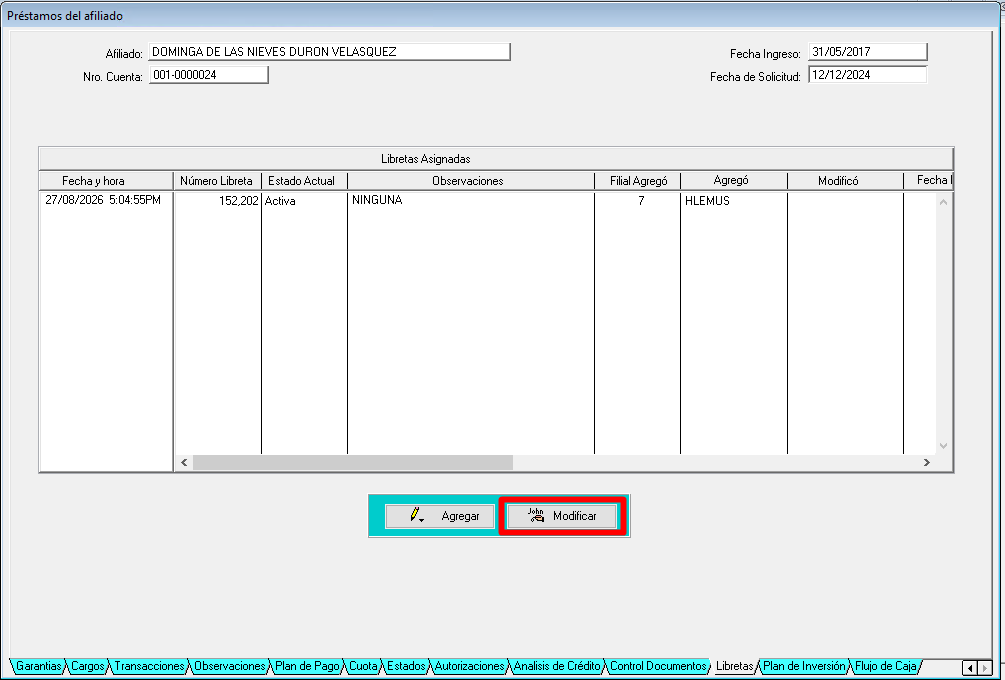 Préstamos del afiliado
Afiliado: DOMINGA DE LAS NIEVES DURON VELASQUEZ
Fecha Ingreso: 31/05/2017
Nro. Cuenta: 001-0000024
Fecha de Solicitud: 12/12/2024
Libretas Asignadas
Fecha y hora Número Libreta Estado Actual Observaciones Filial Agregó Agregó Modificó Fecha
27/08/2026 5:04:55PM 152,202 Activa NINGUNA 7 HLEMUS
Agregar John Modificar
Garantias Cargos Transacciones Observaciones Plan de Pago Cuota Estados Autorizaciones Analisis de Crédito Control Documentos Libretas Plan de Inversión Flujo de Caja